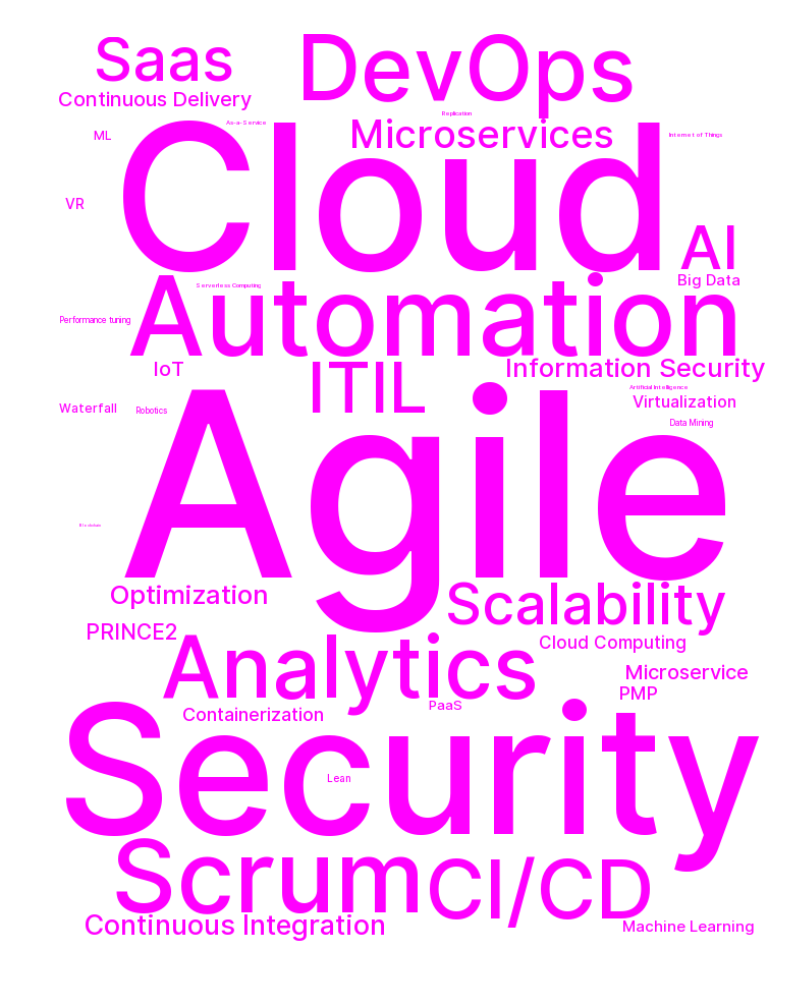 Saas
DevOps
Continuous Delivery
Replication
As-a-Service
Microservices
ML
Internet of Things
Cloud
VR
AI
Big Data
Serverless Computing
Automation
Performance tuning
IoT
ITIL
Information Security
Artificial Intelligence
Virtualization
Waterfall
Robotics
Data Mining
Agile
Optimization
Scalability
PRINCE2
Cloud Computing
Analytics
Microservice
PMP
PaaS
Containerization
Security
Lean
Scrum
CI/CD
Continuous Integration
Machine Learning